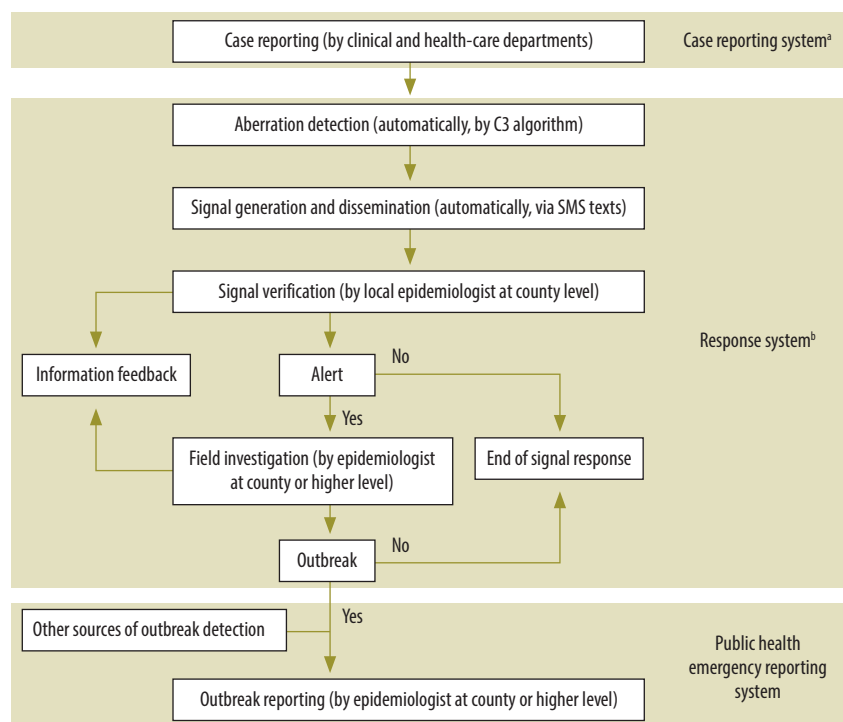 Case reporting (by clinical and health-care departments)
Case reporting systemᵃ
Aberration detection (automatically, by C3 algorithm)
Signal generation and dissemination (automatically, via SMS texts)
Signal verification (by local epidemiologist at county level)
Response systemᵇ
Information feedback
Alert
No
Yes
Field investigation (by epidemiologist
at county or higher level)
End of signal response
Outbreak
No
Yes
Other sources of outbreak detection
Public health
emergency reporting
system
Outbreak reporting (by epidemiologist at county or higher level)